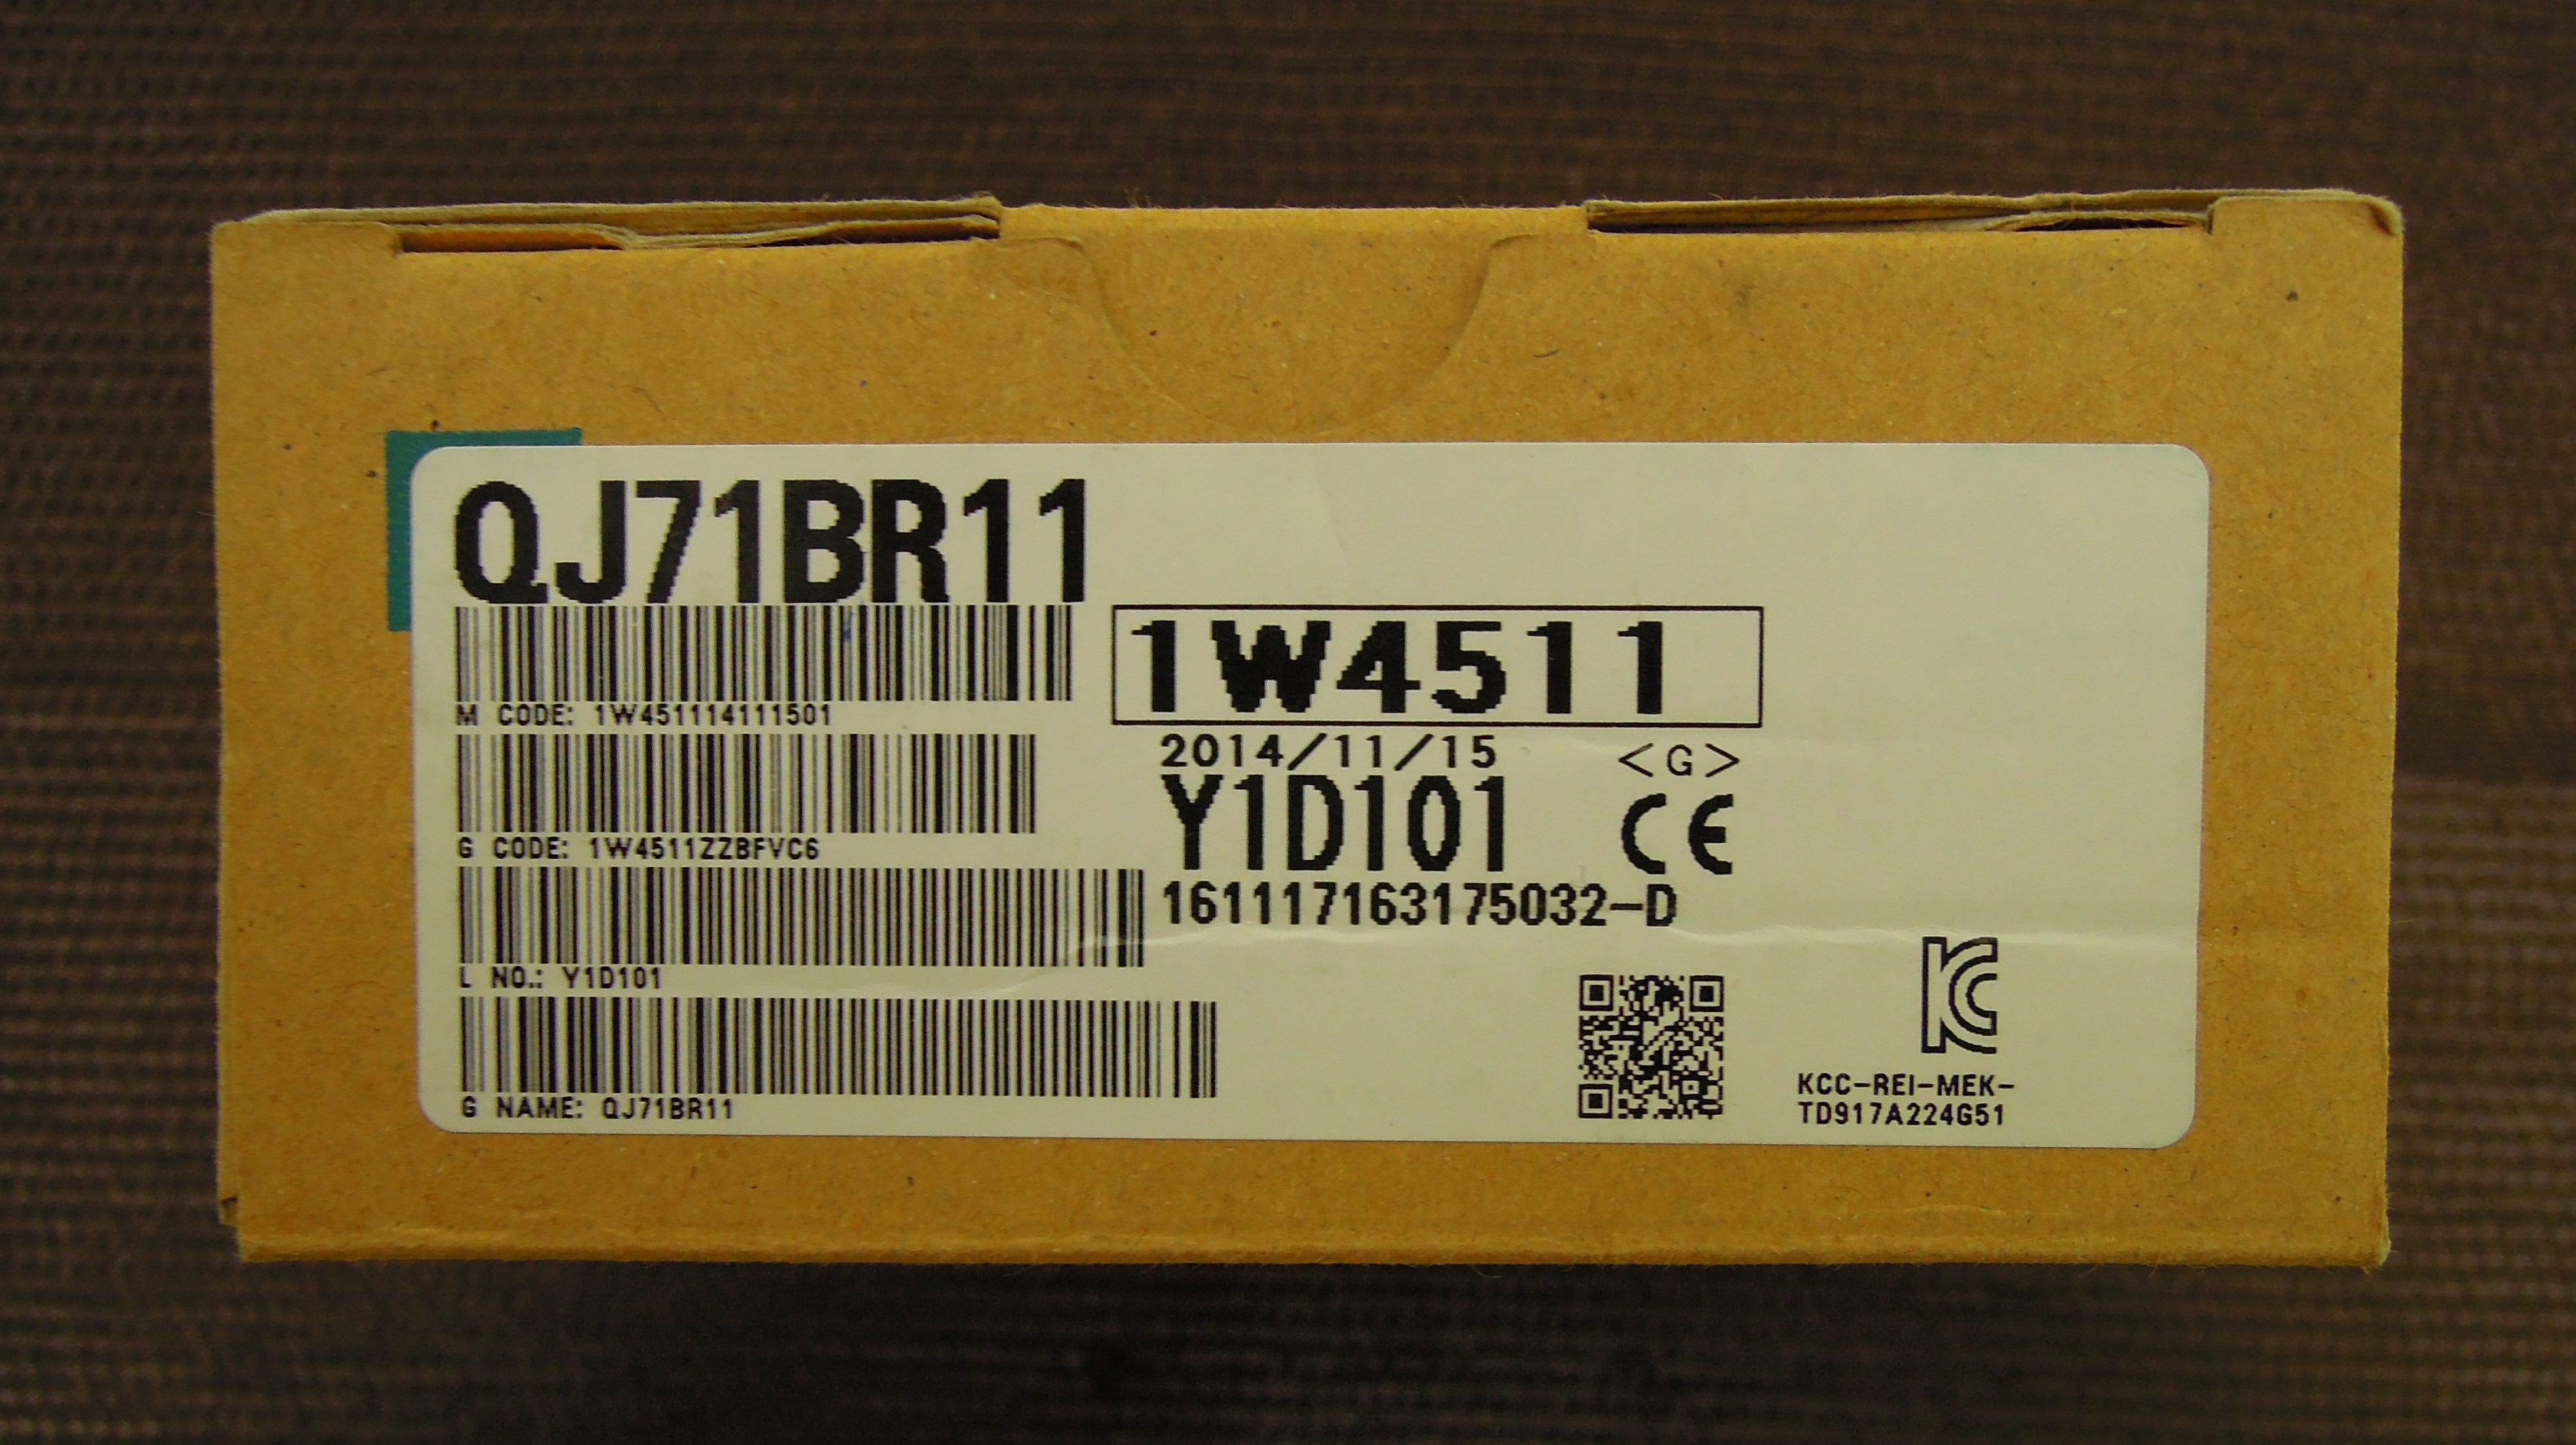 QJ71BR11
1W4511
M CODE: 1W451114111501
2014/11/15 <G>
Y1D101 CE
G CODE: 1W4511ZZBFVC6
161117163175032-D
L NO.: Y1D101
KC
KCC-REI-MEK-
TD917A224G51
G NAME: QJ71BR11